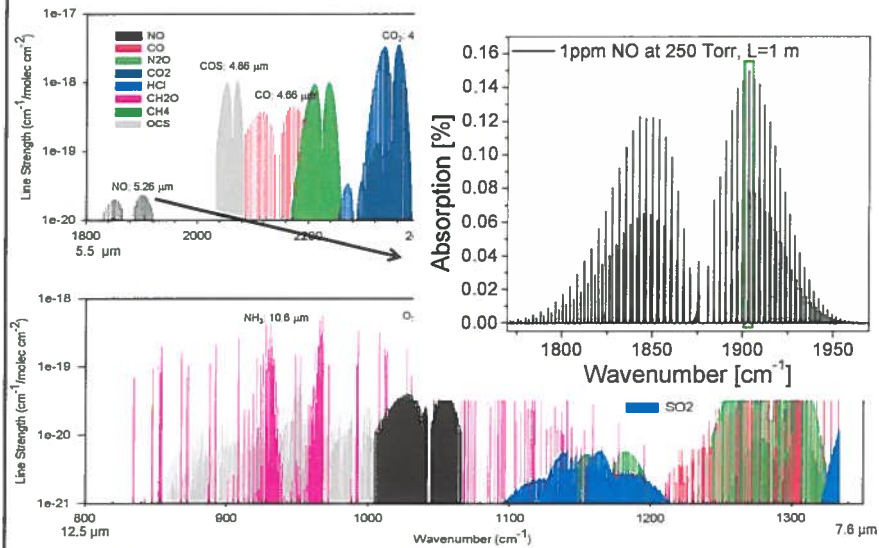 1e-17
1e-18
1e-19
1e-20
Line Strength (cm-1/molec cm-2)
NO
CO
N2O
CO2
HCl
CH2O
CH4
OCS
COS: 4.86 µm
CO: 4.66 µm
CO2: 4
NO: 5.26 µm
1800
2000
2200
2
5.5 µm
1ppm NO at 250 Torr, L=1 m
0.16
0.14
0.12
0.10
0.08
0.06
0.04
0.02
0.00
Absorption [%]
1800
1850
1900
1950
Wavenumber [cm-1]
1e-18
1e-19
1e-20
1e-21
Line Strength (cm-1/molec cm-2)
NH3: 10.6 µm
SO2
800
900
1000
1100
1200
1300
12.5 µm
7.6 µm
Wavenumber (cm-1)